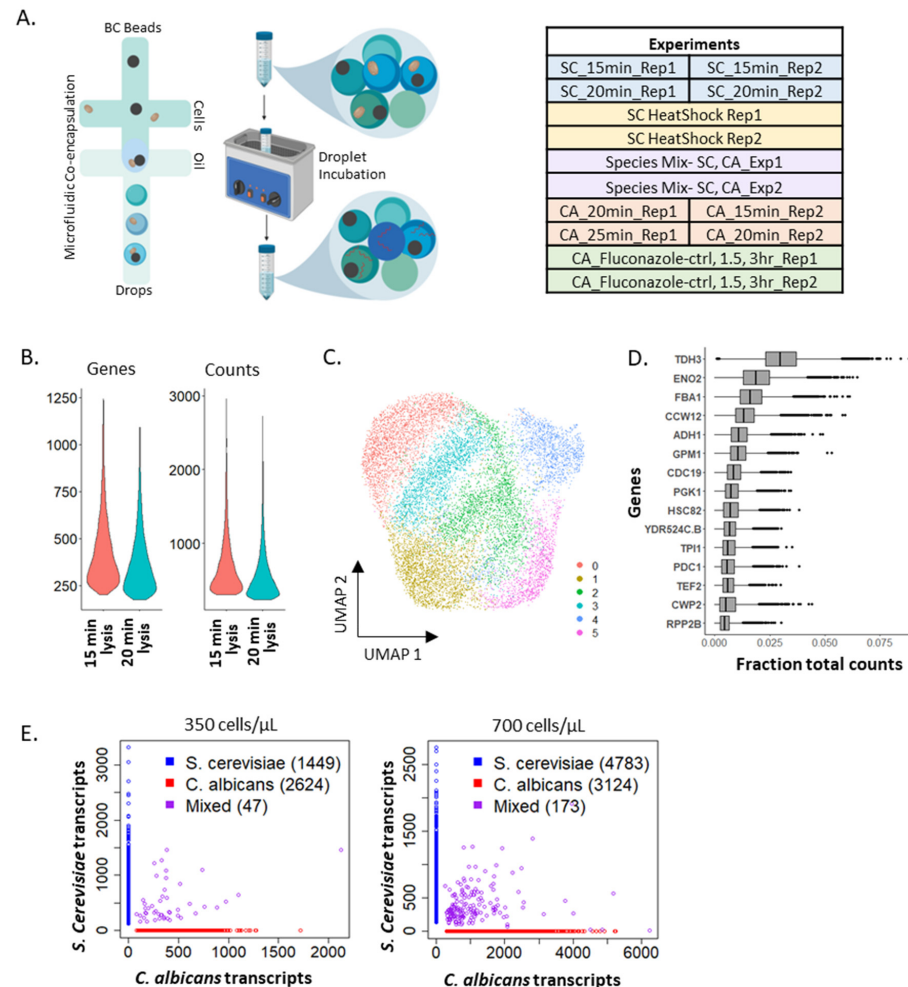 A.
BC Beads
Microfluidic Co-encapsulation
Cells
Oil
Drops
Droplet
Incubation
Experiments
SC_15min_Rep1 SC_15min_Rep2
SC_20min_Rep1 SC_20min_Rep2
SC HeatShock Rep1
SC HeatShock Rep2
Species Mix- SC, CA_Exp1
Species Mix- SC, CA_Exp2
CA_20min_Rep1 CA_15min_Rep2
CA_25min_Rep1 CA_20min_Rep2
CA_Fluconazole-ctrl, 1.5, 3hr_Rep1
CA_Fluconazole-ctrl, 1.5, 3hr_Rep2
B.
Genes
1250
1000
750
500
250
15 min
lysis
20 min
lysis
Counts
3000
2000
1000
15 min
lysis
20 min
lysis
C.
UMAP 2
UMAP 1
0
1
2
3
4
5
D.
Genes
TDH3
ENO2
FBA1
CCW12
ADH1
GPM1
CDC19
PGK1
HSC82
YDR524C.B
TPI1
PDC1
TEF2
CWP2
RPP2B
0.000 0.025 0.050 0.075
Fraction total counts
E.
350 cells/μL
S. Cerevisiae transcripts
3000
2000
1000
0
S. cerevisiae (1449)
C. albicans (2624)
Mixed (47)
0 500 1000 2000
C. albicans transcripts
700 cells/μL
S. Cerevisiae transcripts
2500
1500
500
0
S. cerevisiae (4783)
C. albicans (3124)
Mixed (173)
0 2000 4000 6000
C. albicans transcripts